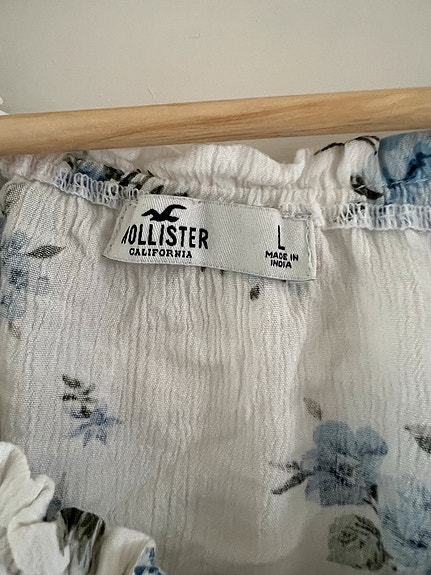 HOLLISTER
CALIFORNIA
L
MADE IN
INDIA